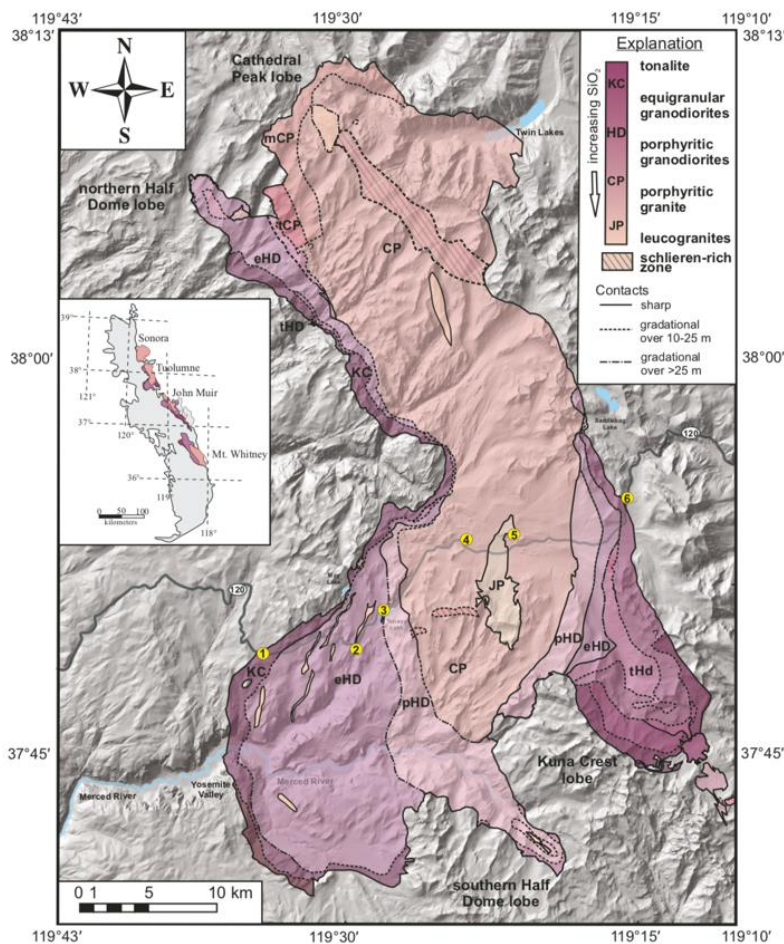 119°43'
119°30'
119°15'
119°10'
38°13'
38°13'
N
W
E
S
Cathedral
Peak lobe
Twin Lakes
mCP
northern Half
Dome lobe
tCP
CP
eHD
tHD
38°00'
38°00'
KC
Explanation
increasing SiO2
KC
HD
CP
JP
tonalite
equigranular
granodiorites
porphyritic
granodiorites
porphyritic
granite
leucogranites
schlieren-rich
zone
Contacts
sharp
gradational
over 10-25 m
gradational
over >25 m
39°
Sonora
38°
Tuolumne
121°
John Muir
37°
120°
Mt. Whitney
36°
119°
118°
0 50 100
kilometers
120
6
4
5
JP
120
3
1
2
KC
eHD
CP
pHD
pHD
eHD
tHd
37°45'
37°45'
Kuna Crest
lobe
Merced River
Yosemite
Valley
Merced River
southern Half
Dome lobe
0 1 5 10 km
119°43'
119°30'
119°15'
119°10'